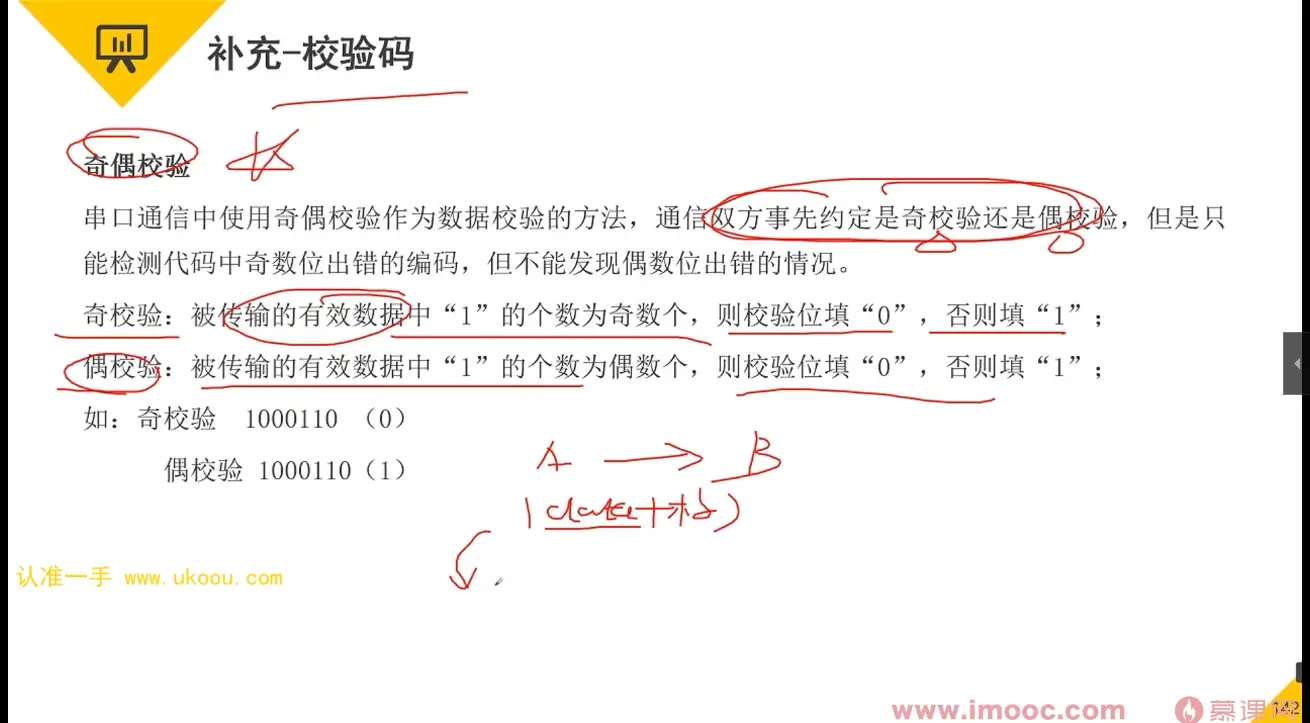 补充-校验码
奇偶校验
串口通信中使用奇偶校验作为数据校验的方法，通信双方事先约定是奇校验还是偶校验，但是只
能检测代码中奇数位出错的编码，但不能发现偶数位出错的情况。
奇校验：被传输的有效数据中“1”的个数为奇数个，则校验位填“0”，否则填“1”；
偶校验：被传输的有效数据中“1”的个数为偶数个，则校验位填“0”，否则填“1”；
如：奇校验 1000110 （0）
偶校验 1000110（1）
A → B
data+校
认准一手 www.ukoou.com
www.imooc.com 慕课
142